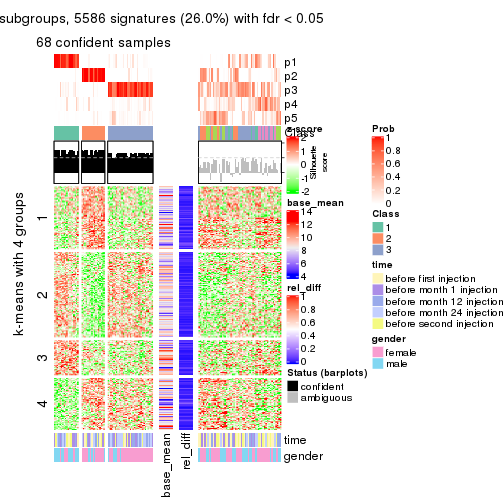 subgroups, 5586 signatures (26.0%) with fdr < 0.05
68 confident samples
p1
p2
p3
p4
p5
Class
z-score
2
1
0
-1
-2
Silhouette
score
k-means with 4 groups
1
2
3
4
base_mean
14
12
10
8
6
4
rel_diff
1
0.8
0.6
0.4
0.2
0
Status (barplots)
confident
ambiguous
time
gender
base_mean
rel_diff
Prob
1
0.8
0.6
0.4
0.2
0
Class
1
2
3
time
before first injection
before month 1 injection
before month 12 injection
before month 24 injection
before second injection
gender
female
male